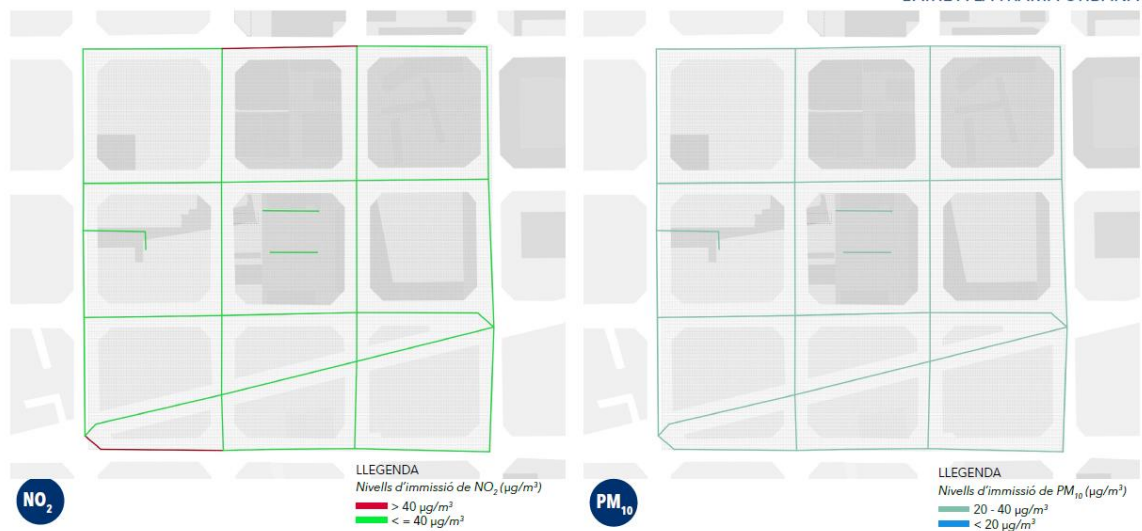 NO₂
LLEGENDA
Nivells d'immissió de NO₂ (µg/m³)
> 40 µg/m³
< = 40 µg/m³
PM₁₀
LLEGENDA
Nivells d'immissió de PM₁₀ (µg/m³)
20 - 40 µg/m³
< 20 µg/m³